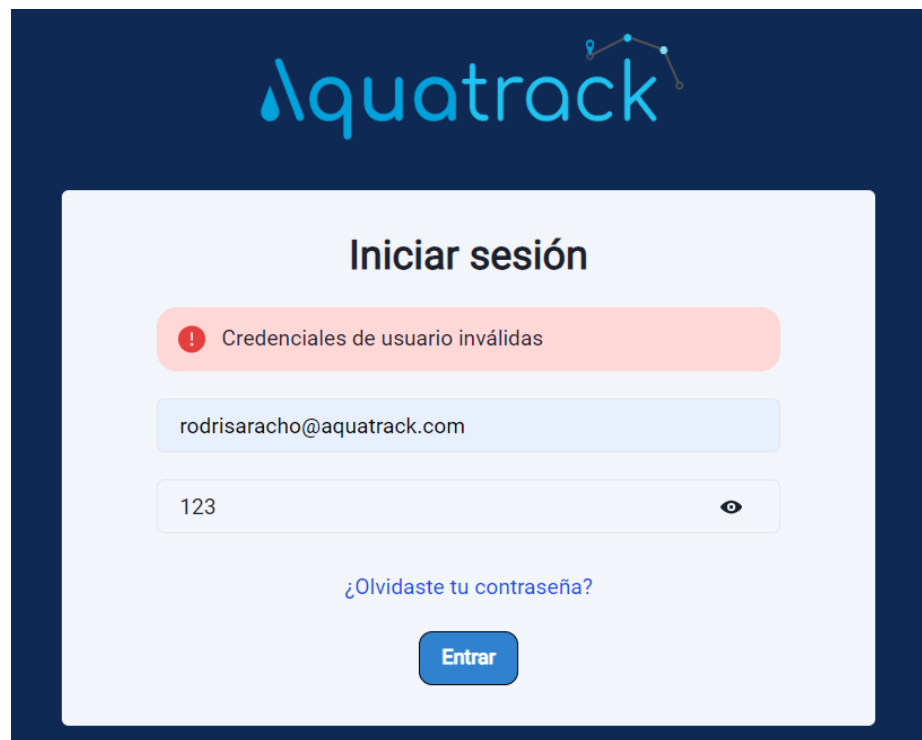 Aquatrack
Iniciar sesión
Credenciales de usuario inválidas
rodrisaracho@aquatrack.com
123
¿Olvidaste tu contraseña?
Entrar